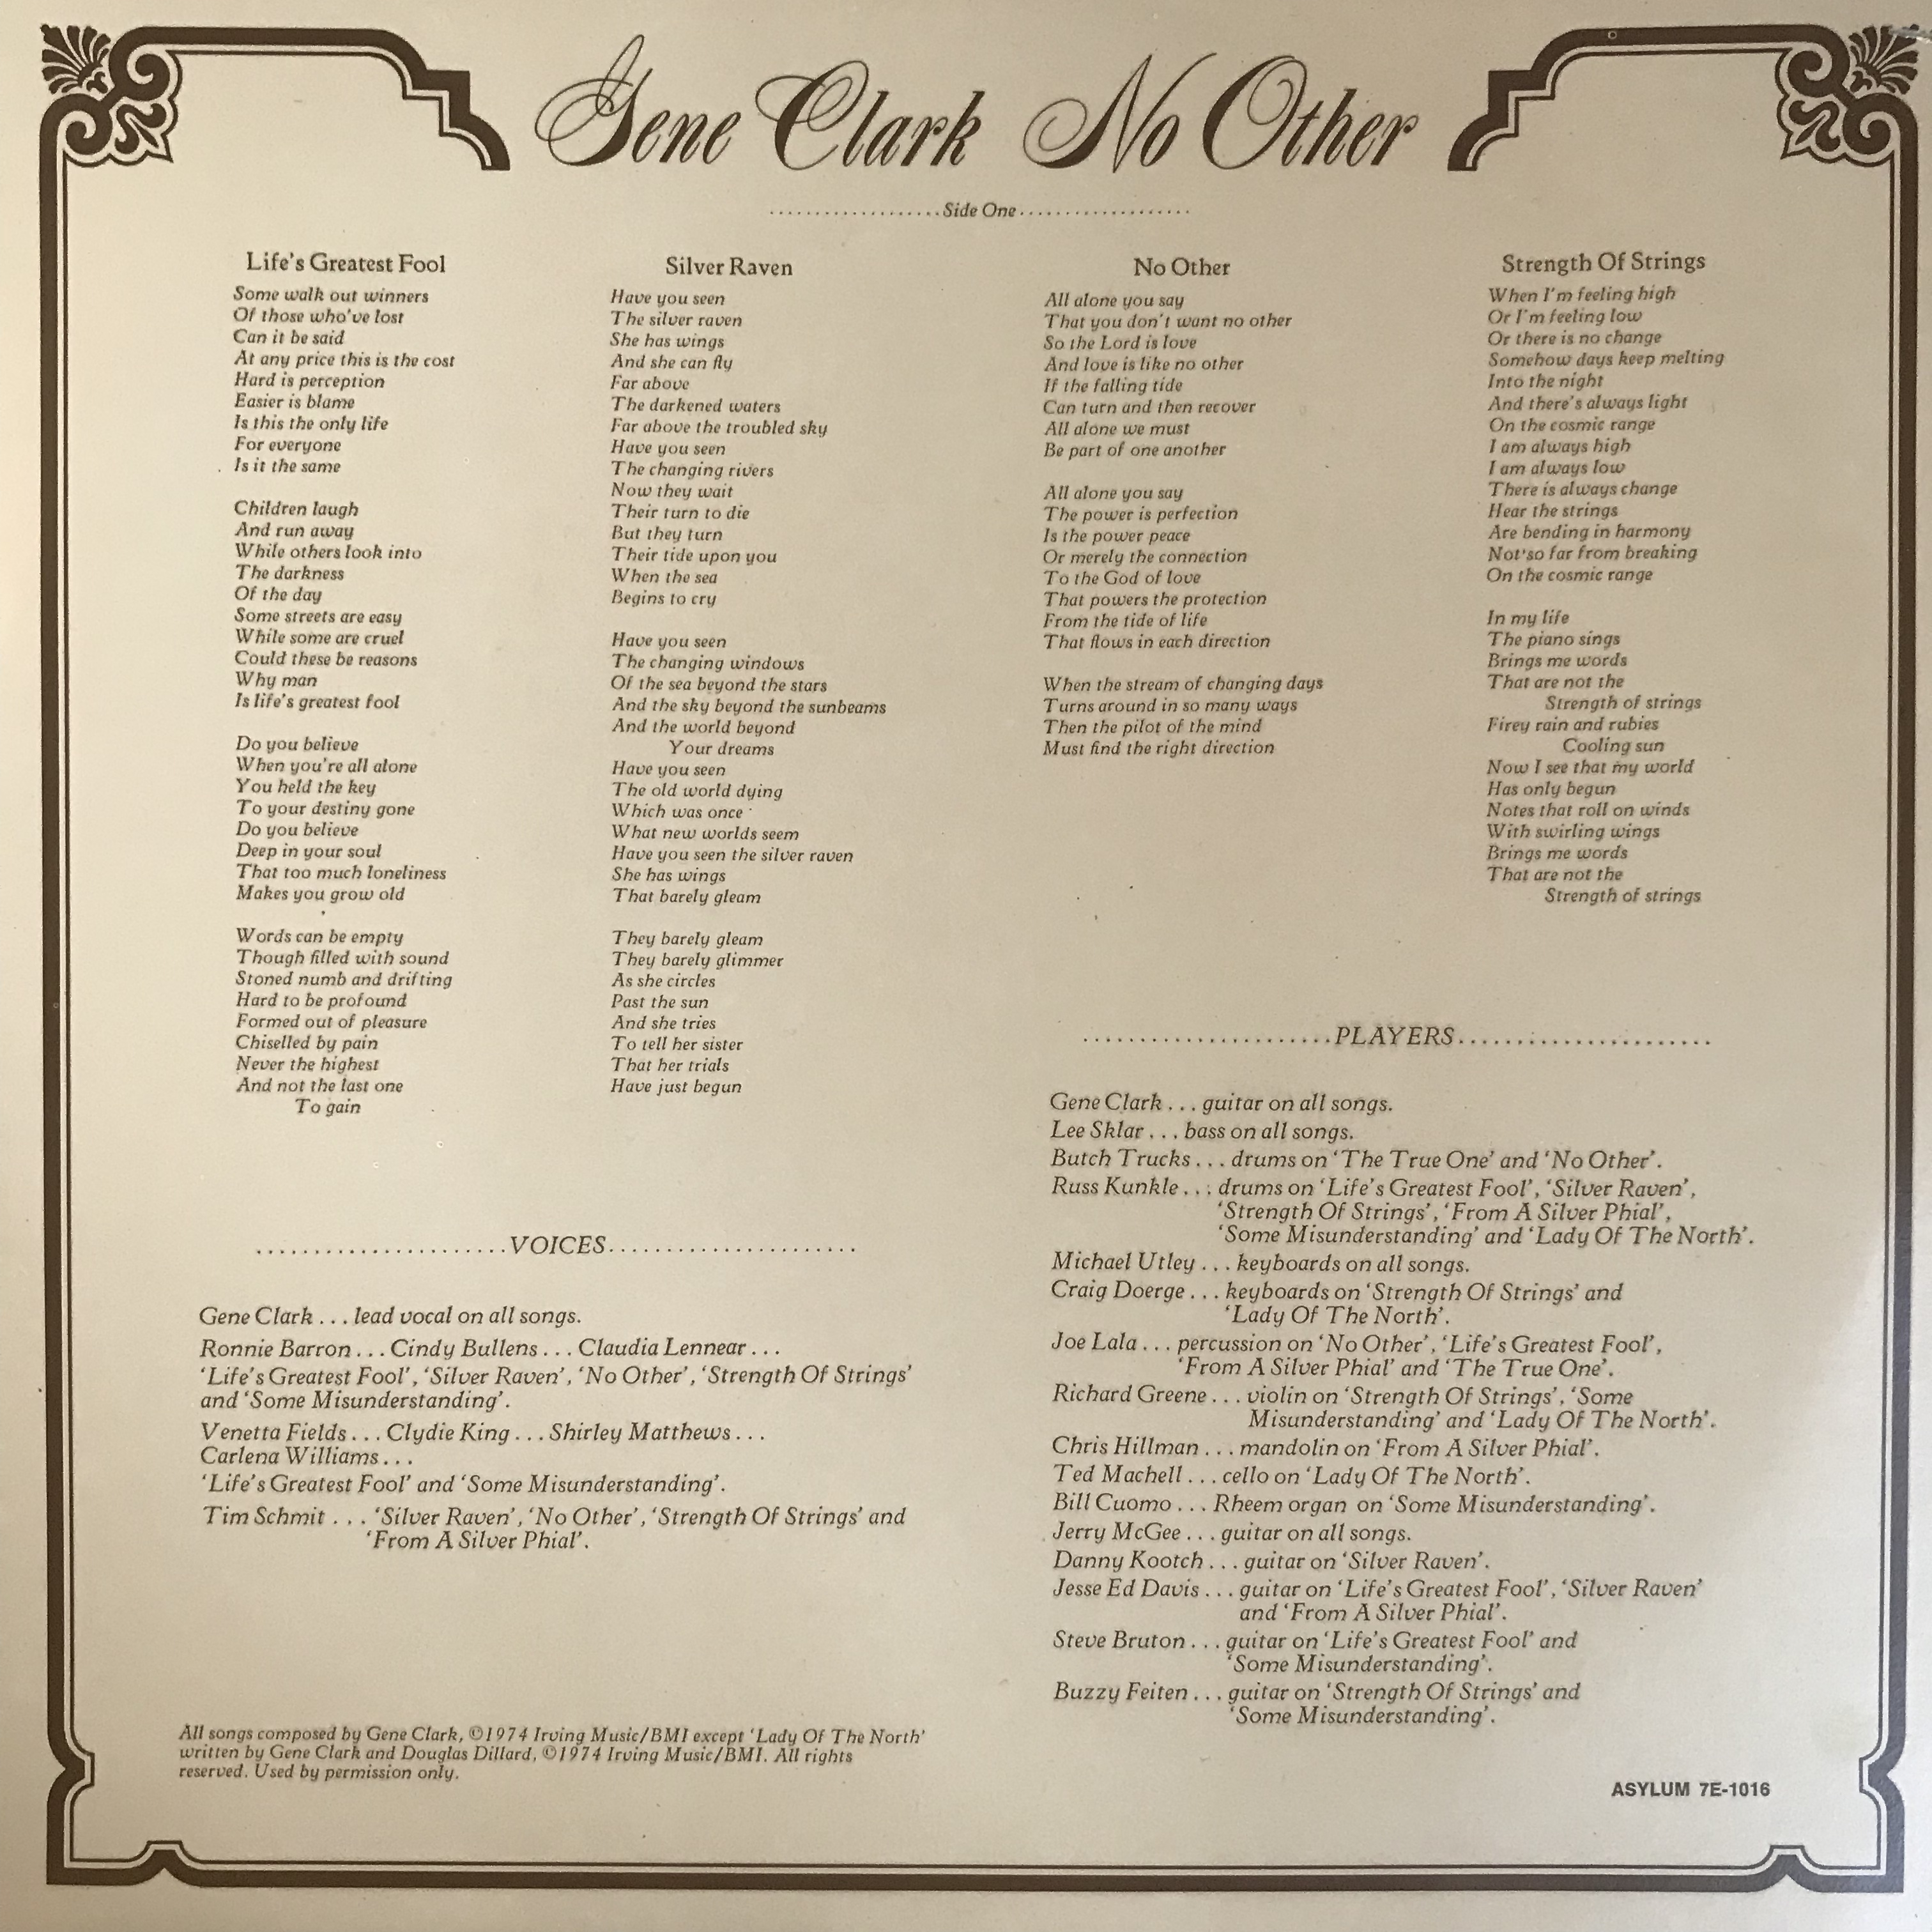 Gene Clark No Other
Side One
Life's Greatest Fool
Some walk out winners
Of those who've lost
Can it be said
At any price this is the cost
Hard is perception
Easier is blame
Is this the only life
For everyone
Is it the same
Children laugh
And run away
While others look into
The darkness
Of the day
Some streets are easy
While some are cruel
Could these be reasons
Why man
Is life's greatest fool
Do you believe
When you're all alone
You held the key
To your destiny gone
Do you believe
Deep in your soul
That too much loneliness
Makes you grow old
Words can be empty
Though filled with sound
Stoned numb and drifting
Hard to be profound
Formed out of pleasure
Chiselled by pain
Never the highest
And not the last one
To gain
Silver Raven
Have you seen
The silver raven
She has wings
And she can fly
Far above
The darkened waters
Far above the troubled sky
Have you seen
The changing rivers
Now they wait
Their turn to die
But they turn
Their tide upon you
When the sea
Begins to cry
Have you seen
The changing windows
Of the sea beyond the stars
And the sky beyond the sunbeams
And the world beyond
Your dreams
Have you seen
The old world dying
Which was once
What new worlds seem
Have you seen the silver raven
She has wings
That barely gleam
They barely gleam
They barely glimmer
As she circles
Past the sun
And she tries
To tell her sister
That her trials
Have just begun
No Other
All alone you say
That you don't want no other
So the Lord is love
And love is like no other
If the falling tide
Can turn and then recover
All alone we must
Be part of one another
All alone you say
The power is perfection
Is the power peace
Or merely the connection
To the God of love
That powers the protection
From the tide of life
That flows in each direction
When the stream of changing days
Turns around in so many ways
Then the pilot of the mind
Must find the right direction
Strength Of Strings
When I'm feeling high
Or I'm feeling low
Or there is no change
Somehow days keep melting
Into the night
And there's always light
On the cosmic range
I am always high
I am always low
There is always change
Hear the strings
Are bending in harmony
Not so far from breaking
On the cosmic range
In my life
The piano sings
Brings me words
That are not the
Strength of strings
Firey rain and rubies
Cooling sun
Now I see that my world
Has only begun
Notes that roll on winds
With swirling wings
Brings me words
That are not the
Strength of strings
VOICES
Gene Clark . . . lead vocal on all songs.
Ronnie Barron . . . Cindy Bullens . . . Claudia Lennear . . .
'Life's Greatest Fool', 'Silver Raven', 'No Other', 'Strength Of Strings'
and 'Some Misunderstanding'.
Venetta Fields . . . Clydie King . . . Shirley Matthews . . .
Carlena Williams . . .
'Life's Greatest Fool' and 'Some Misunderstanding'.
Tim Schmit . . . 'Silver Raven', 'No Other', 'Strength Of Strings' and
'From A Silver Phial'.
PLAYERS
Gene Clark . . . guitar on all songs.
Lee Sklar . . . bass on all songs.
Butch Trucks . . . drums on 'The True One' and 'No Other'.
Russ Kunkle . . . drums on 'Life's Greatest Fool', 'Silver Raven',
'Strength Of Strings', 'From A Silver Phial',
'Some Misunderstanding' and 'Lady Of The North'.
Michael Utley . . . keyboards on all songs.
Craig Doerge . . . keyboards on 'Strength Of Strings' and
'Lady Of The North'.
Joe Lala . . . percussion on 'No Other', 'Life's Greatest Fool',
'From A Silver Phial' and 'The True One'.
Richard Greene . . . violin on 'Strength Of Strings', 'Some
Misunderstanding' and 'Lady Of The North'.
Chris Hillman . . . mandolin on 'From A Silver Phial'.
Ted Machell . . . cello on 'Lady Of The North'.
Bill Cuomo . . . Rheem organ on 'Some Misunderstanding'.
Jerry McGee . . . guitar on all songs.
Danny Kootch . . . guitar on 'Silver Raven'.
Jesse Ed Davis . . . guitar on 'Life's Greatest Fool', 'Silver Raven'
and 'From A Silver Phial'.
Steve Bruton . . . guitar on 'Life's Greatest Fool' and
'Some Misunderstanding'.
Buzzy Feiten . . . guitar on 'Strength Of Strings' and
'Some Misunderstanding'.
All songs composed by Gene Clark, ©1974 Irving Music/BMI except 'Lady Of The North'
written by Gene Clark and Douglas Dillard, ©1974 Irving Music/BMI. All rights
reserved. Used by permission only.
ASYLUM 7E-1016